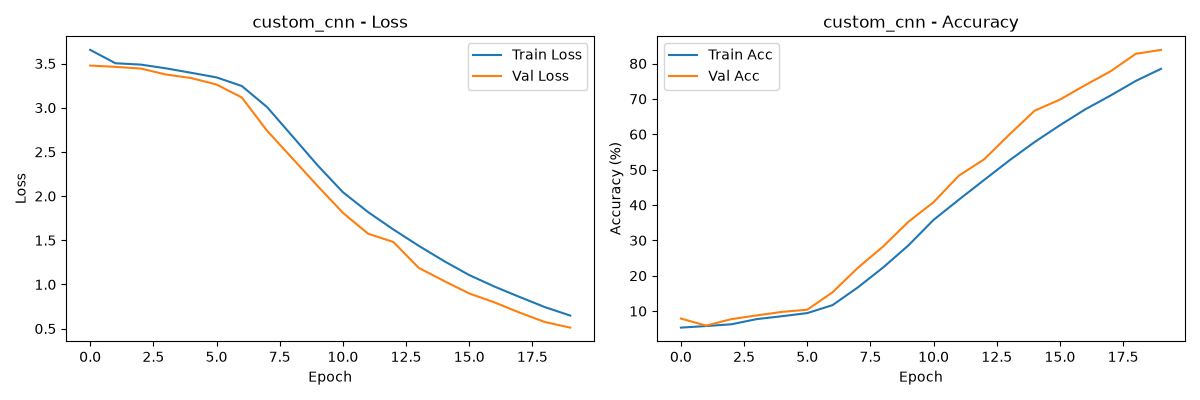 custom_cnn - Loss
Train Loss
Val Loss
3.5
3.0
2.5
2.0
1.5
1.0
0.5
Loss
0.0 2.5 5.0 7.5 10.0 12.5 15.0 17.5
Epoch
custom_cnn - Accuracy
Train Acc
Val Acc
80
70
60
50
40
30
20
10
Accuracy (%)
0.0 2.5 5.0 7.5 10.0 12.5 15.0 17.5
Epoch